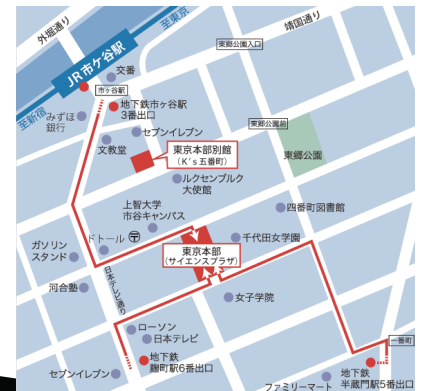 至東京
靖国通り
外堀通り
東郷公園入口
JR市ケ谷駅
交番
市ヶ谷駅
地下鉄市ヶ谷駅
3番出口
至新宿
みずほ
銀行
セブンイレブン
東郷公園前
文教堂
東京本部別館
(K's五番町)
東郷公園
ルクセンブルク
大使館
上智大学
市谷キャンパス
四番町図書館
ドトール
〒
千代田女学園
ガソリン
スタンド
東京本部
(サイエンスプラザ)
日本テレビ通り
河合塾
女子学院
ローソン
日本テレビ
一番町
地下鉄
麹町駅6番出口
地下鉄
半蔵門駅5番出口
セブンイレブン
ファミリーマート